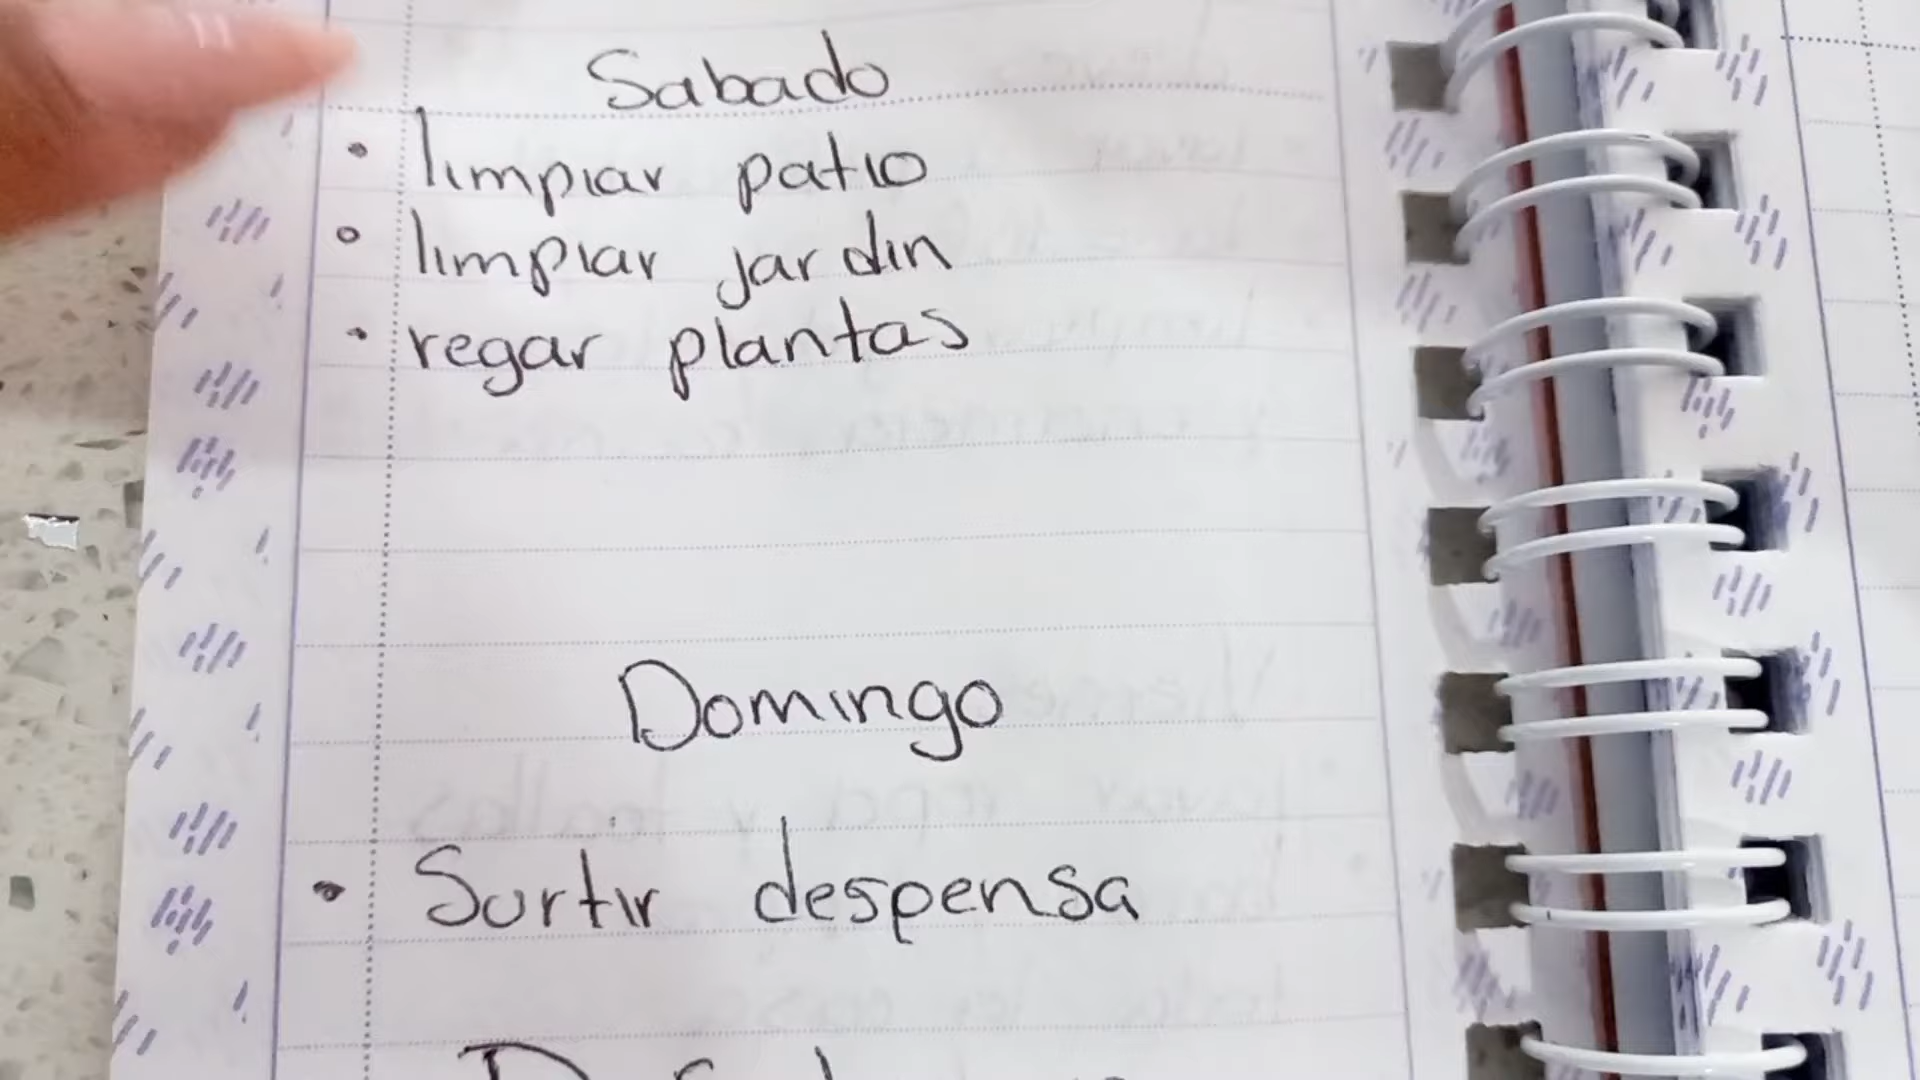 Sabado
• limpiar patio
• limpiar jardin
• regar plantas
Domingo
• Surtir despensa